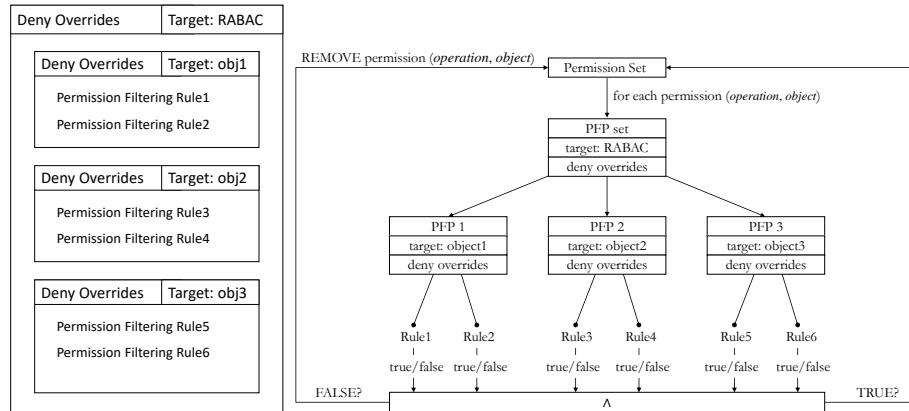 Deny Overrides Target: RABAC
Deny Overrides Target: obj1
Permission Filtering Rule1
Permission Filtering Rule2
Deny Overrides Target: obj2
Permission Filtering Rule3
Permission Filtering Rule4
Deny Overrides Target: obj3
Permission Filtering Rule5
Permission Filtering Rule6
REMOVE permission (operation, object)
Permission Set
for each permission (operation, object)
PFP set
target: RABAC
deny overrides
PFP 1 PFP 2 PFP 3
target: object1 target: object2 target: object3
deny overrides deny overrides deny overrides
Rule1 Rule2 Rule3 Rule4 Rule5 Rule6
true/false true/false true/false true/false true/false true/false
FALSE? TRUE?
^